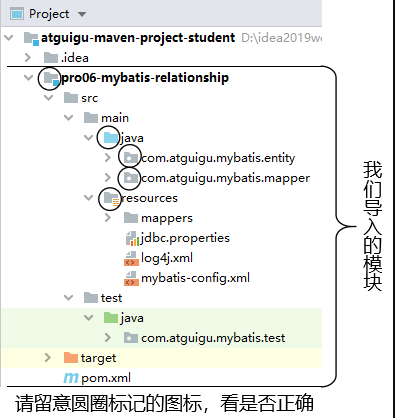 Project
atguigu-maven-project-student D:\idea2019wo
.idea
pro06-mybatis-relationship
src
main
java
com.atguigu.mybatis.entity
com.atguigu.mybatis.mapper
resources
mappers
jdbc.properties
log4j.xml
mybatis-config.xml
test
java
com.atguigu.mybatis.test
target
pom.xml
我们导入的模块
请留意圆圈标记的图标，看是否正确